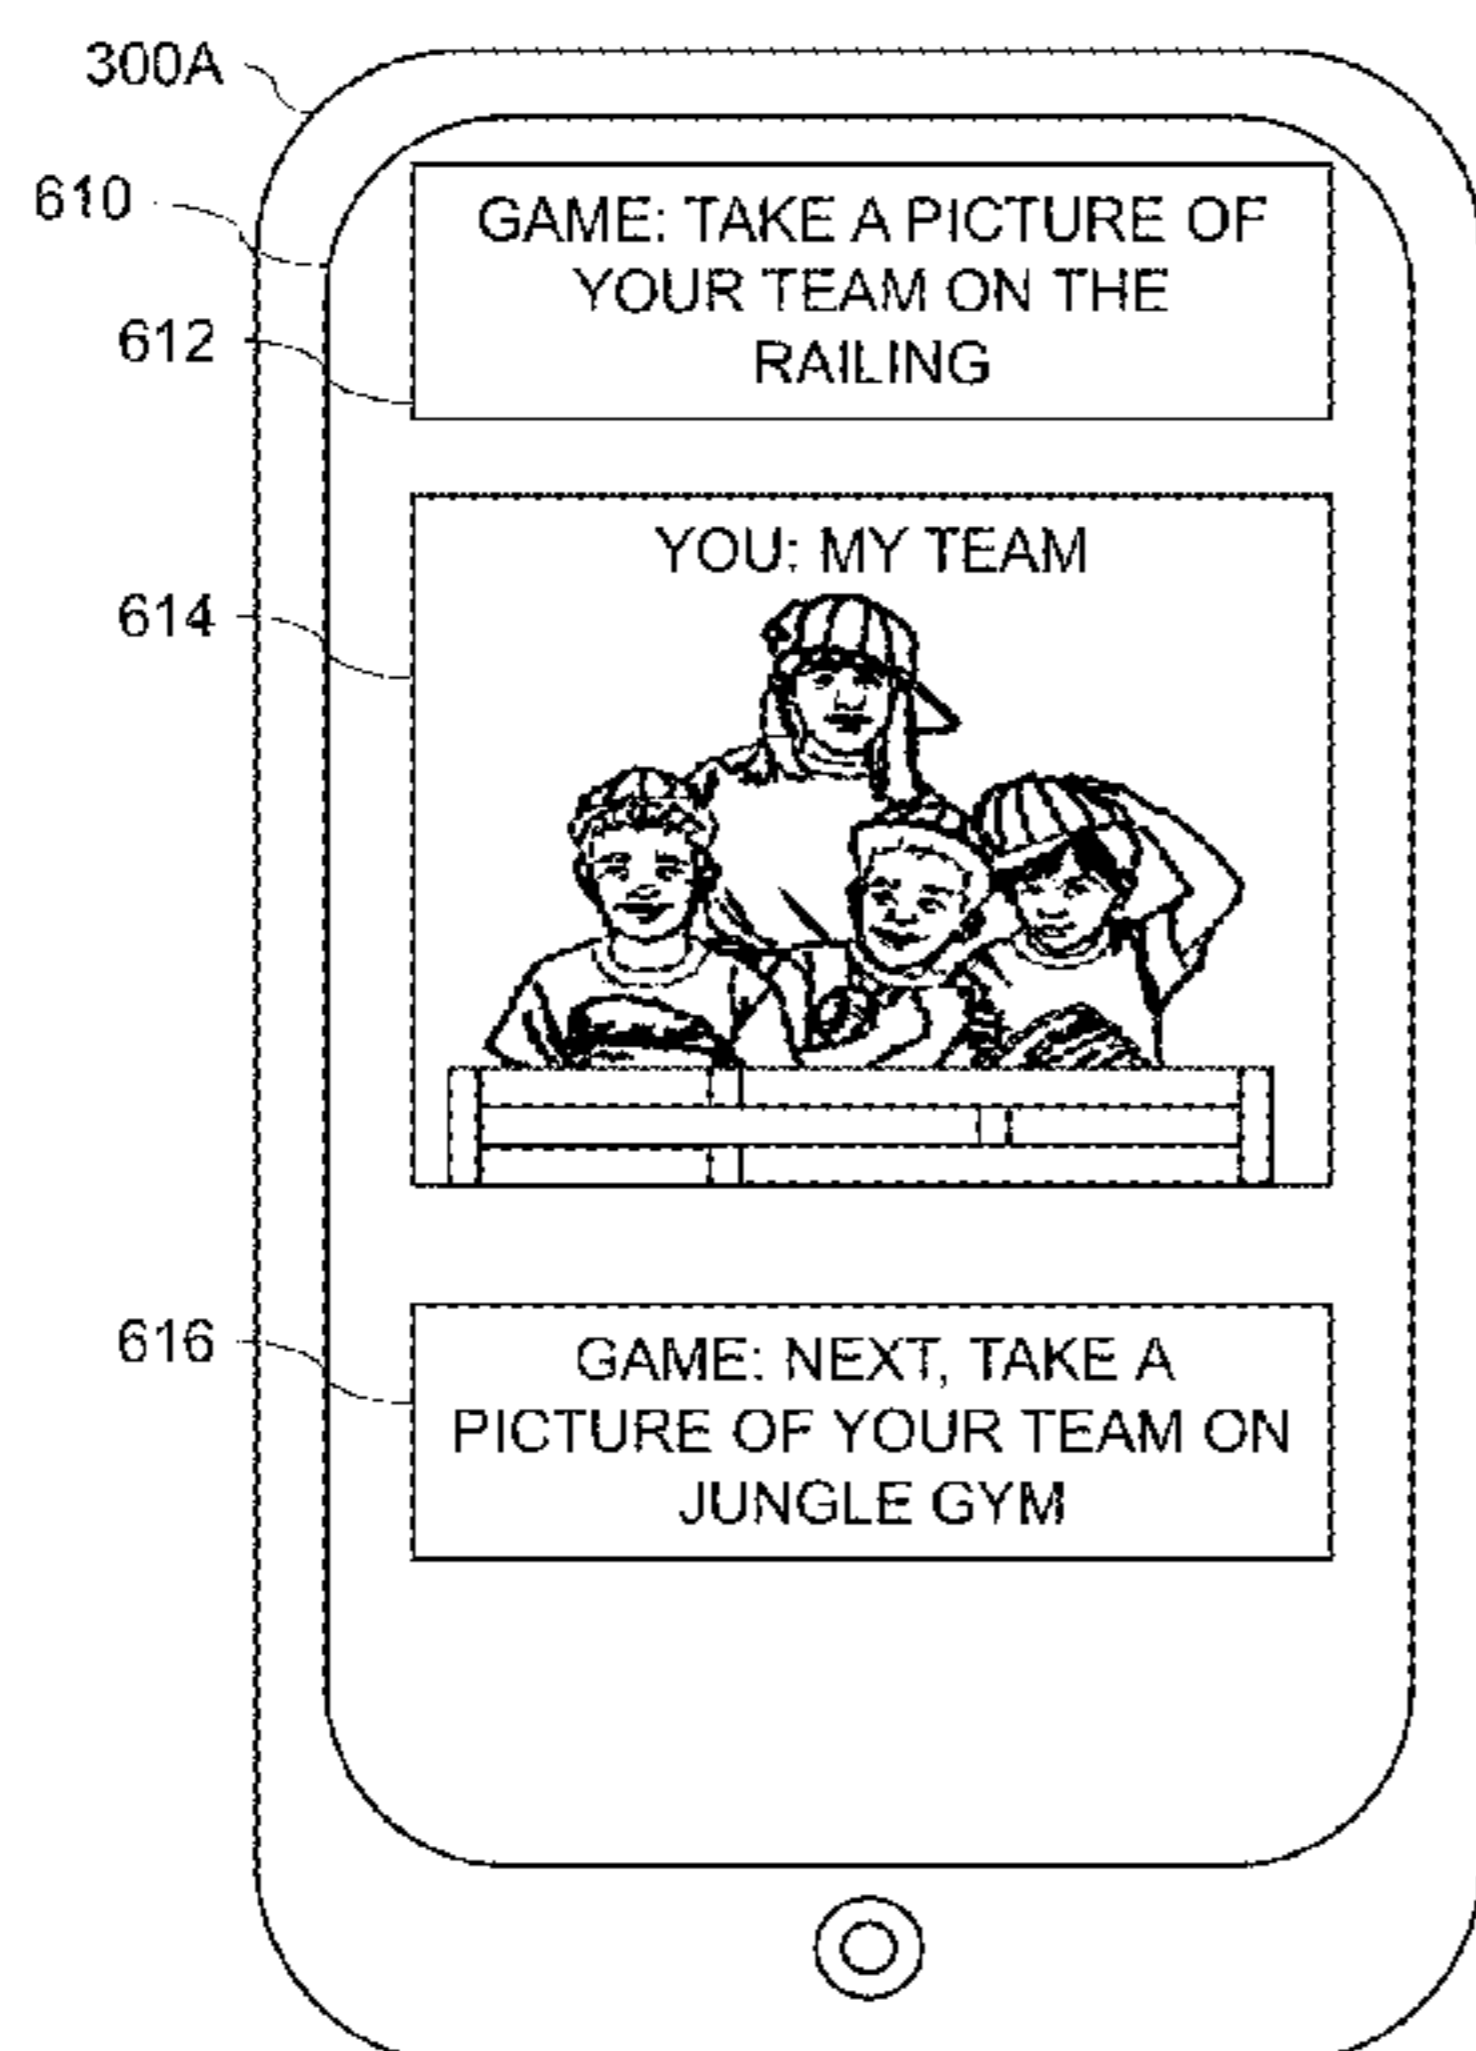 300A
610
GAME: TAKE A PICTURE OF
YOUR TEAM ON THE
RAILING
612
YOU: MY TEAM
614
616
GAME: NEXT, TAKE A
PICTURE OF YOUR TEAM ON
JUNGLE GYM